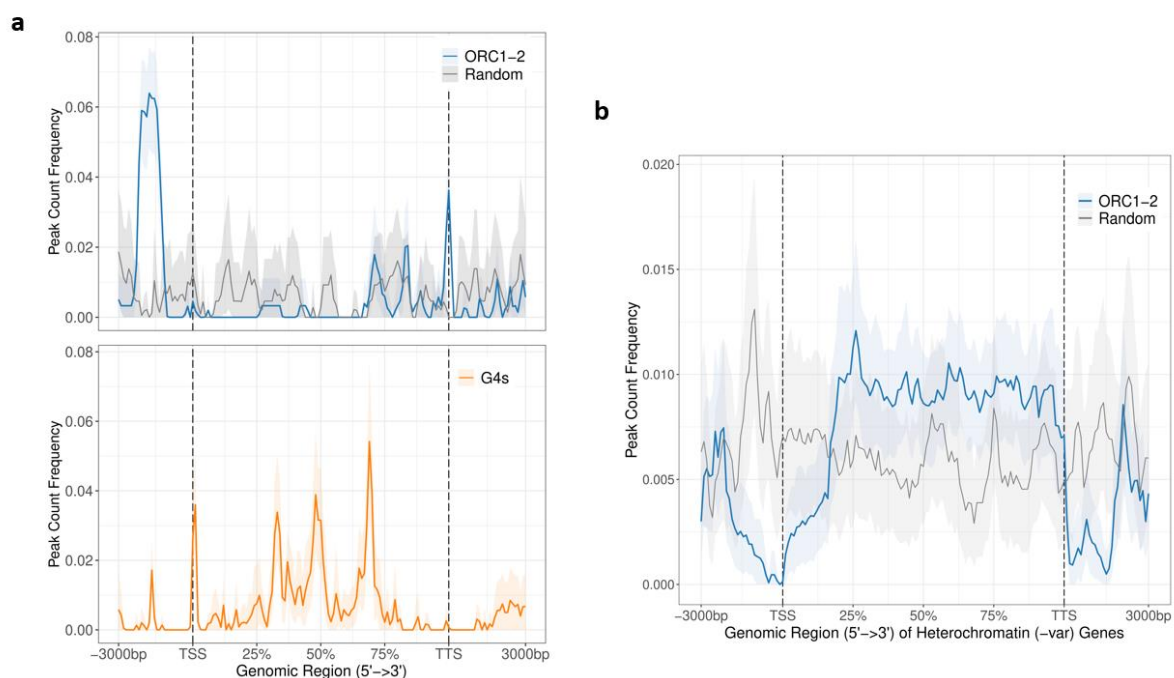 a
0.08
0.06
0.04
0.02
0.00
Peak Count Frequency
ORC1-2
Random
0.08
0.06
0.04
0.02
0.00
Peak Count Frequency
G4s
−3000bp TSS 25% 50% 75% TTS 3000bp
Genomic Region (5'->3')
b
0.020
0.015
0.010
0.005
0.000
Peak Count Frequency
ORC1-2
Random
-3000bp TSS 25% 50% 75% TTS 3000bp
Genomic Region (5'->3') of Heterochromatin (-var) Genes